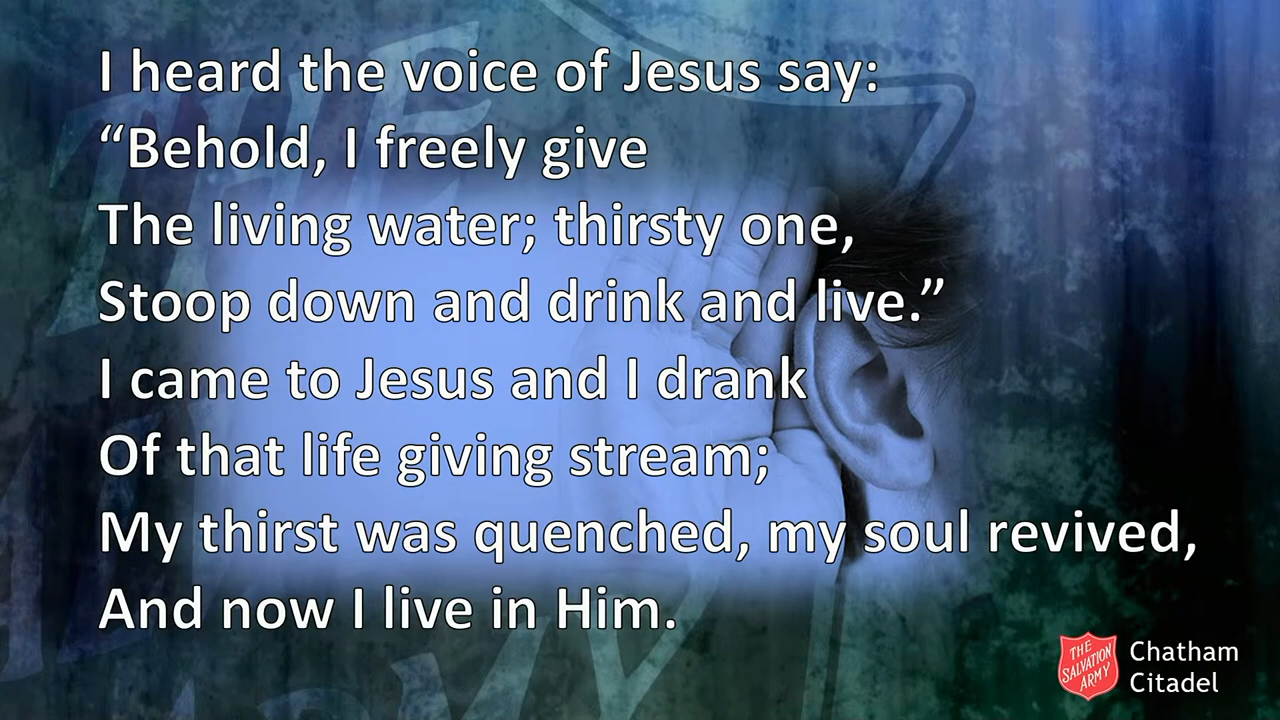 I heard the voice of Jesus say:
“Behold, I freely give
The living water; thirsty one,
Stoop down and drink and live.”
I came to Jesus and I drank
Of that life giving stream;
My thirst was quenched, my soul revived,
And now I live in Him.
THE
SALVATION
ARMY
Chatham
Citadel